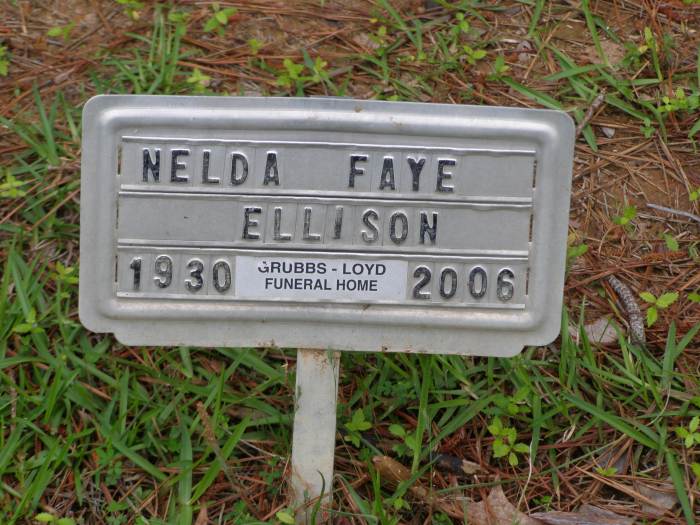 NELDA FAYE
ELLISON
1930 GRUBBS - LOYD FUNERAL HOME 2006